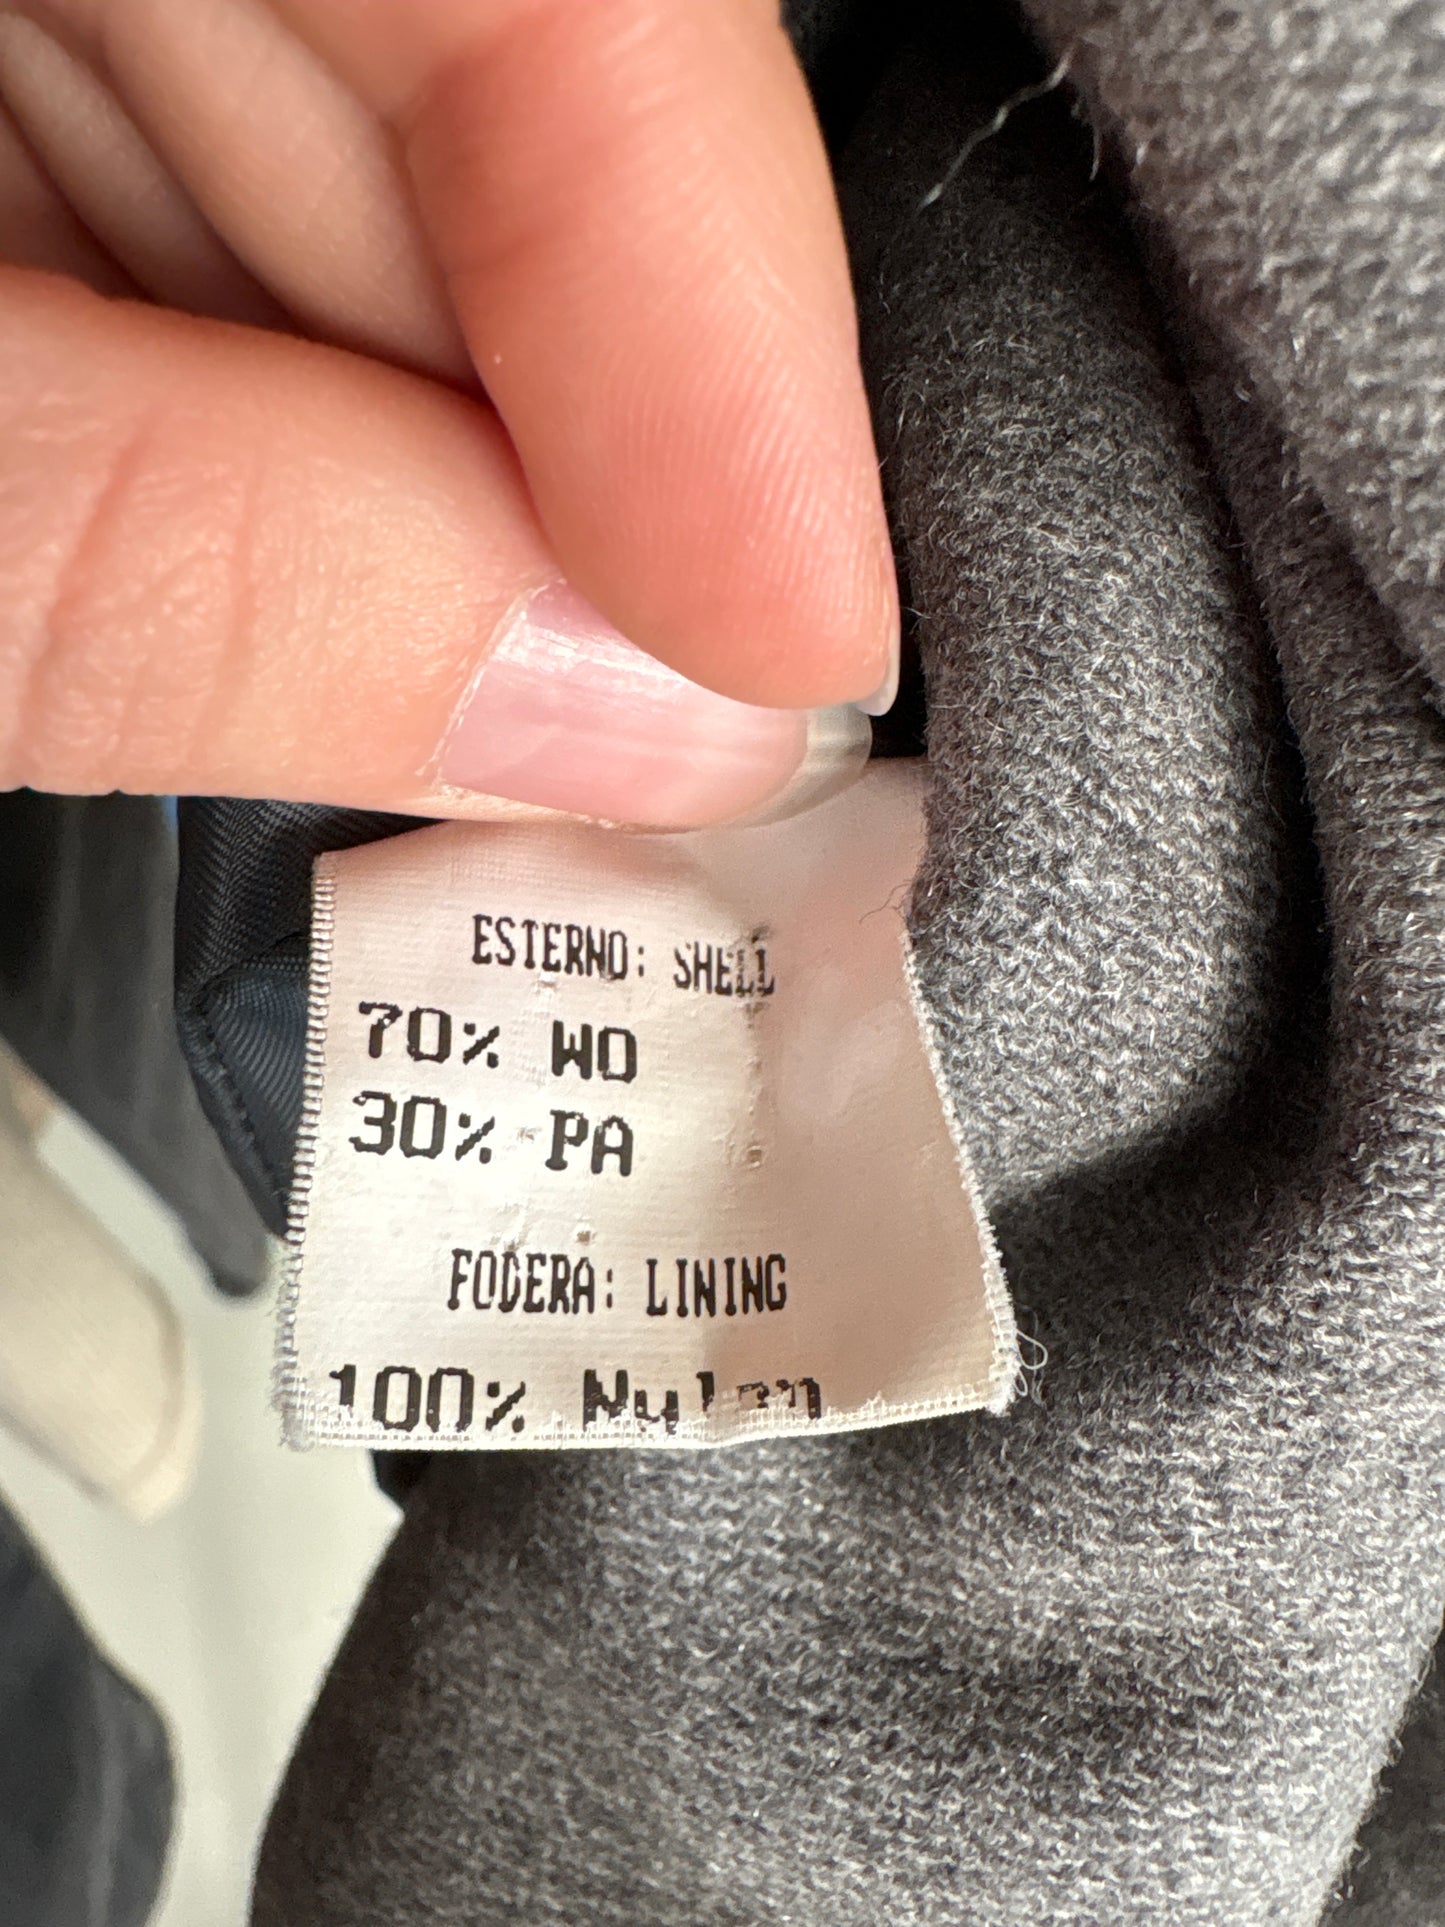 ESTERNO: SHELL
70% WO
30% PA
FODERA: LINING
100% Nylon